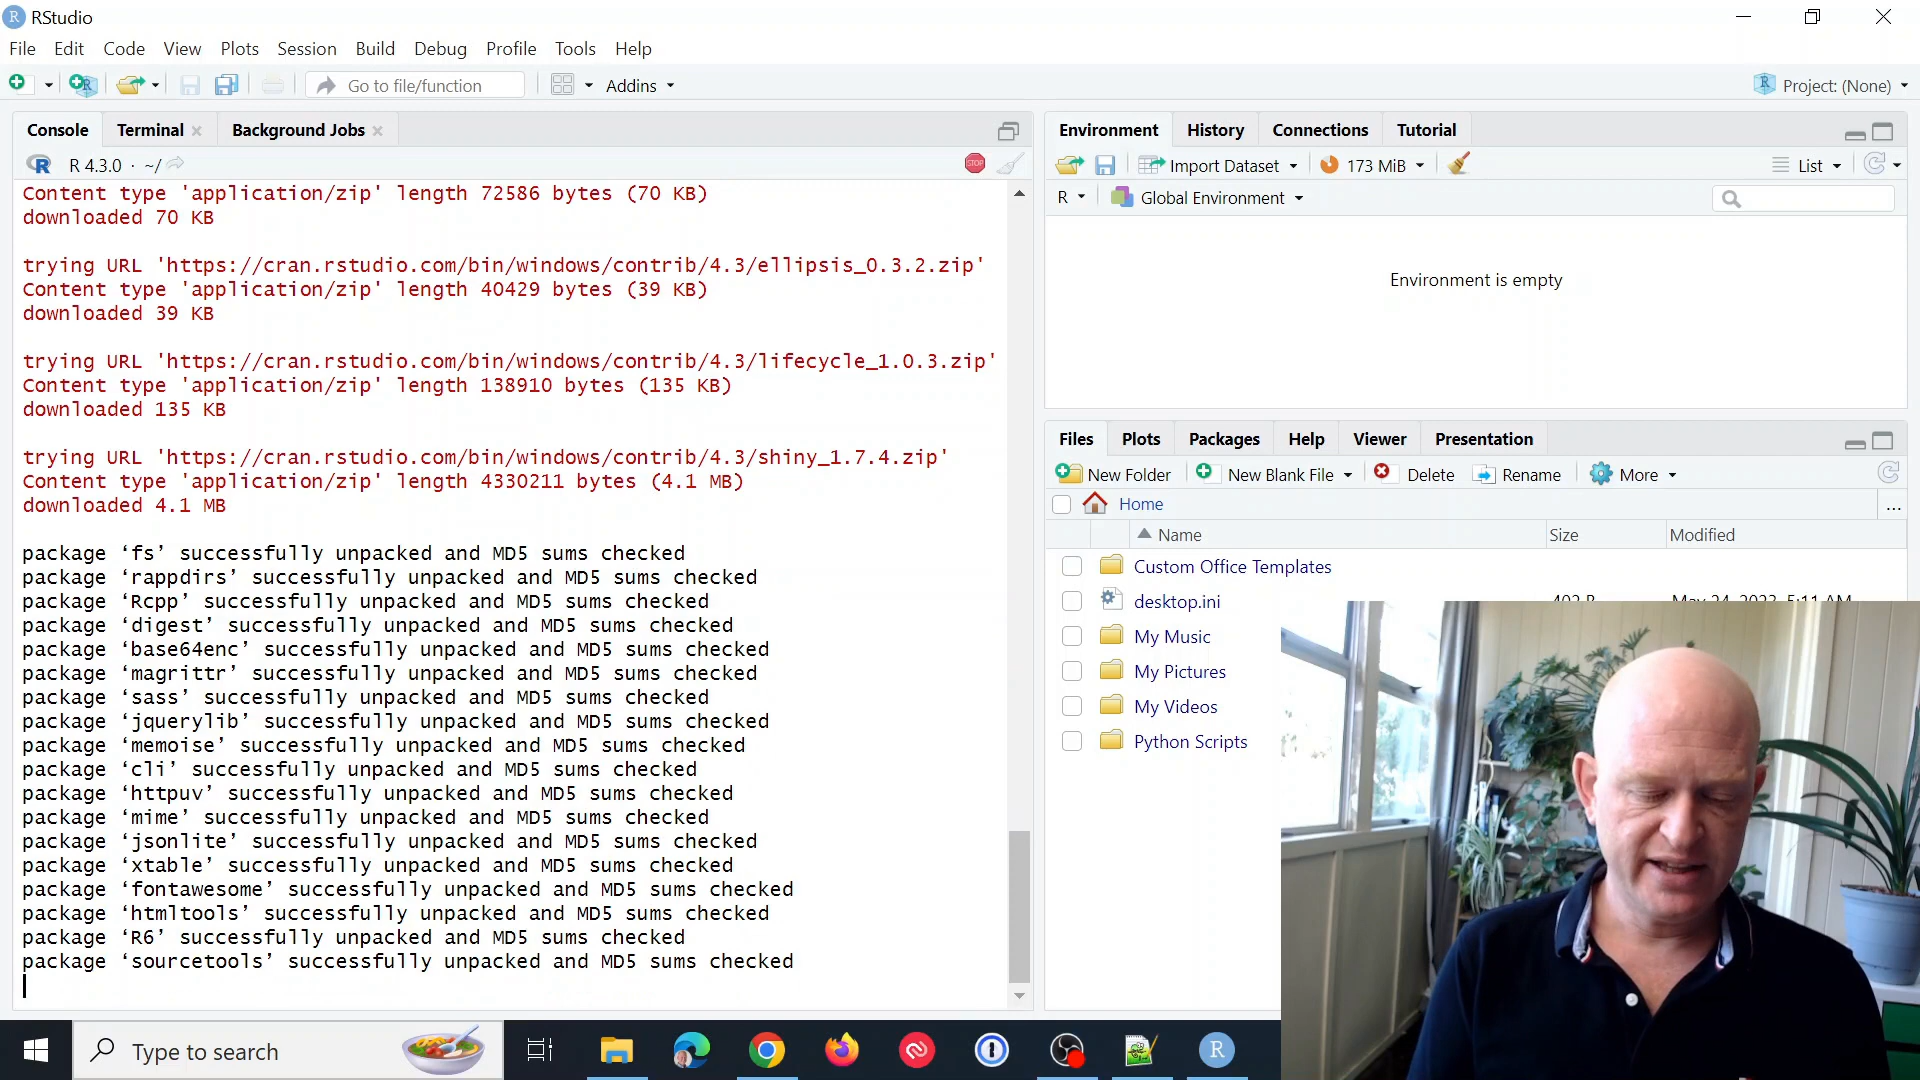 RStudio
File Edit Code View Plots Session Build Debug Profile Tools Help
Go to file/function Addins Project: (None)
Console Terminal Background Jobs
R 4.3.0 · ~/
Content type 'application/zip' length 72586 bytes (70 KB)
downloaded 70 KB
trying URL 'https://cran.rstudio.com/bin/windows/contrib/4.3/ellipsis_0.3.2.zip'
Content type 'application/zip' length 40429 bytes (39 KB)
downloaded 39 KB
trying URL 'https://cran.rstudio.com/bin/windows/contrib/4.3/lifecycle_1.0.3.zip'
Content type 'application/zip' length 138910 bytes (135 KB)
downloaded 135 KB
trying URL 'https://cran.rstudio.com/bin/windows/contrib/4.3/shiny_1.7.4.zip'
Content type 'application/zip' length 4330211 bytes (4.1 MB)
downloaded 4.1 MB
package ‘fs’ successfully unpacked and MD5 sums checked
package ‘rappdirs’ successfully unpacked and MD5 sums checked
package ‘Rcpp’ successfully unpacked and MD5 sums checked
package ‘digest’ successfully unpacked and MD5 sums checked
package ‘base64enc’ successfully unpacked and MD5 sums checked
package ‘magrittr’ successfully unpacked and MD5 sums checked
package ‘sass’ successfully unpacked and MD5 sums checked
package ‘jquerylib’ successfully unpacked and MD5 sums checked
package ‘memoise’ successfully unpacked and MD5 sums checked
package ‘cli’ successfully unpacked and MD5 sums checked
package ‘httpuv’ successfully unpacked and MD5 sums checked
package ‘mime’ successfully unpacked and MD5 sums checked
package ‘jsonlite’ successfully unpacked and MD5 sums checked
package ‘xtable’ successfully unpacked and MD5 sums checked
package ‘fontawesome’ successfully unpacked and MD5 sums checked
package ‘htmltools’ successfully unpacked and MD5 sums checked
package ‘R6’ successfully unpacked and MD5 sums checked
package ‘sourcetools’ successfully unpacked and MD5 sums checked
Environment History Connections Tutorial
Import Dataset 173 MiB List
R Global Environment
Environment is empty
Files Plots Packages Help Viewer Presentation
New Folder New Blank File Delete Rename More
Home ...
Name Size Modified
Custom Office Templates
desktop.ini
My Music
My Pictures
My Videos
Python Scripts
Type to search